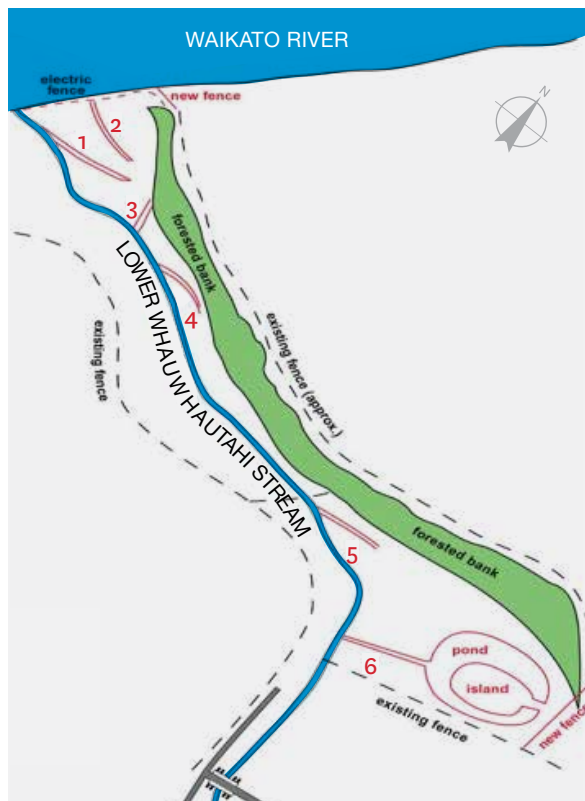 WAIKATO RIVER
electric
fence
new fence
N
1
2
3
forested bank
LOWER WHAUWHAUTAHI STREAM
4
existing fence
existing fence (approx.)
5
forested bank
6
pond
island
existing fence
new fence